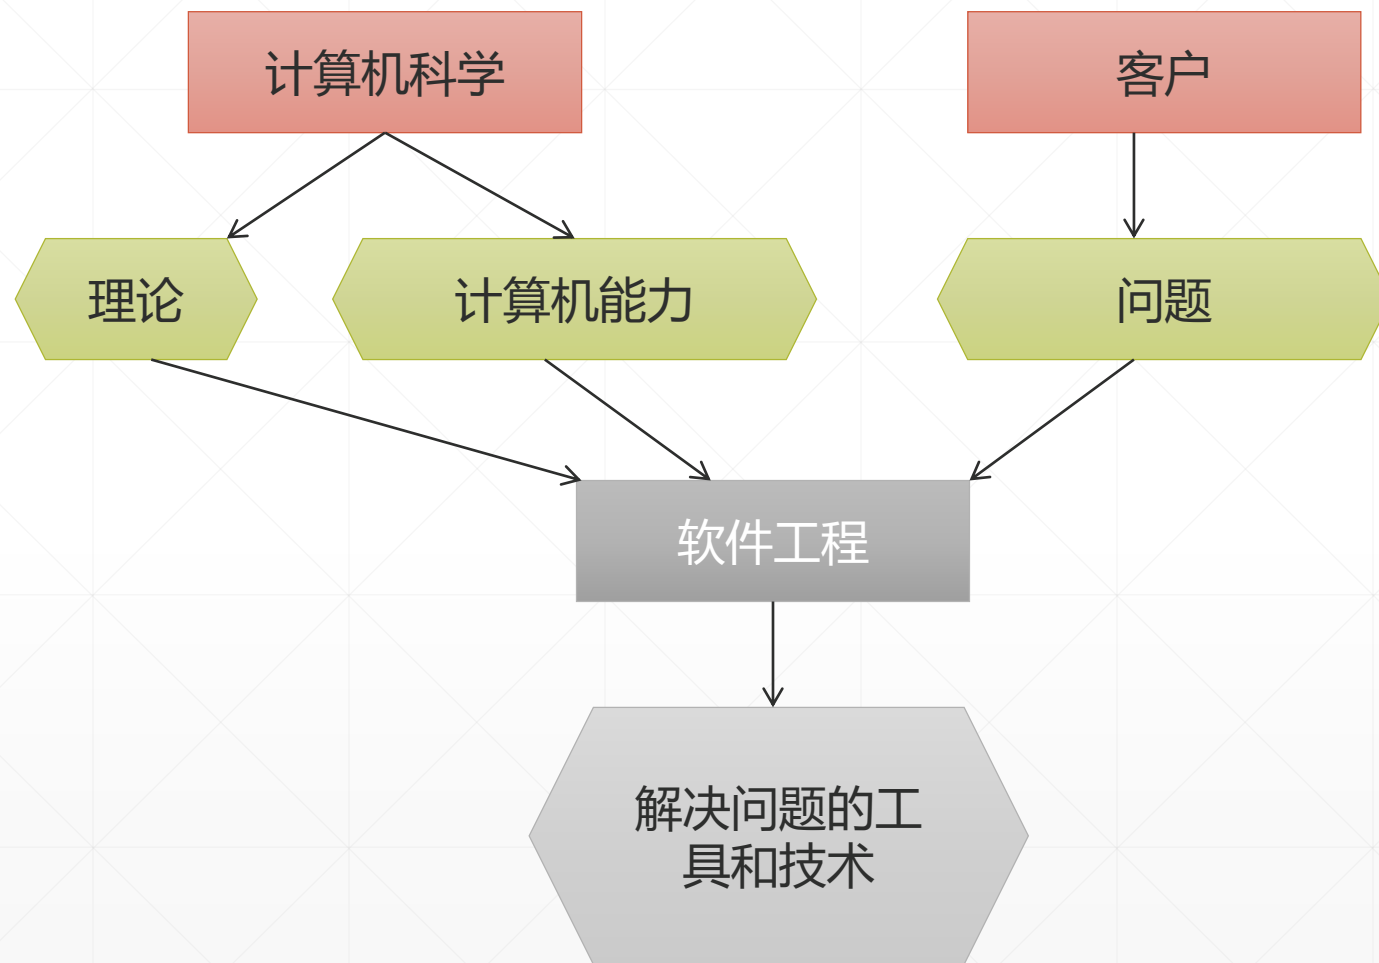 计算机科学
客户
理论
计算机能力
问题
软件工程
解决问题的工
具和技术